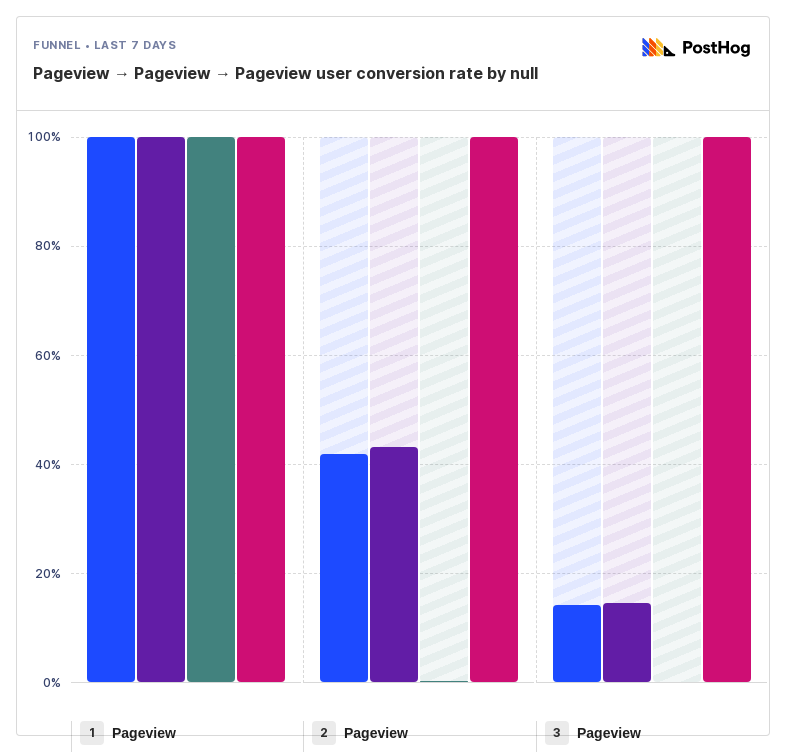 FUNNEL • LAST 7 DAYS
PostHog
Pageview → Pageview → Pageview user conversion rate by null
100%
80%
60%
40%
20%
0%
1 Pageview
2 Pageview
3 Pageview